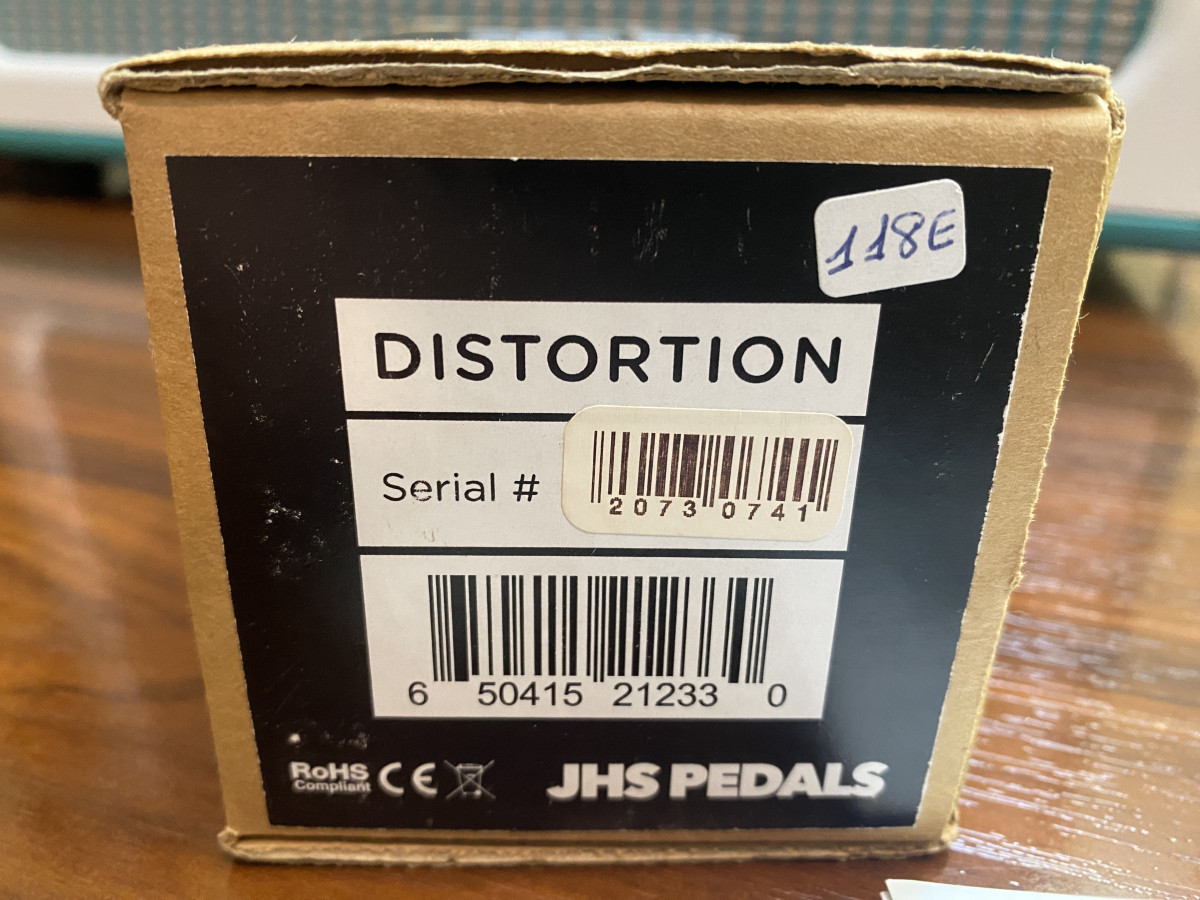 118E
DISTORTION
Serial #
2073 0741
6 50415 21233 0
RoHS
Compliant
CE
JHS PEDALS